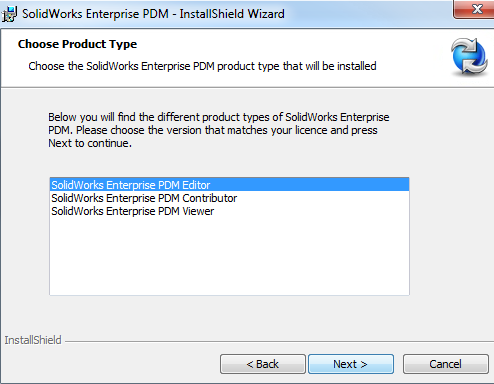 SolidWorks Enterprise PDM - InstallShield Wizard
Choose Product Type
Choose the SolidWorks Enterprise PDM product type that will be installed
Below you will find the different product types of SolidWorks Enterprise
PDM. Please choose the version that matches your licence and press
Next to continue.
SolidWorks Enterprise PDM Editor
SolidWorks Enterprise PDM Contributor
SolidWorks Enterprise PDM Viewer
InstallShield
< Back Next > Cancel